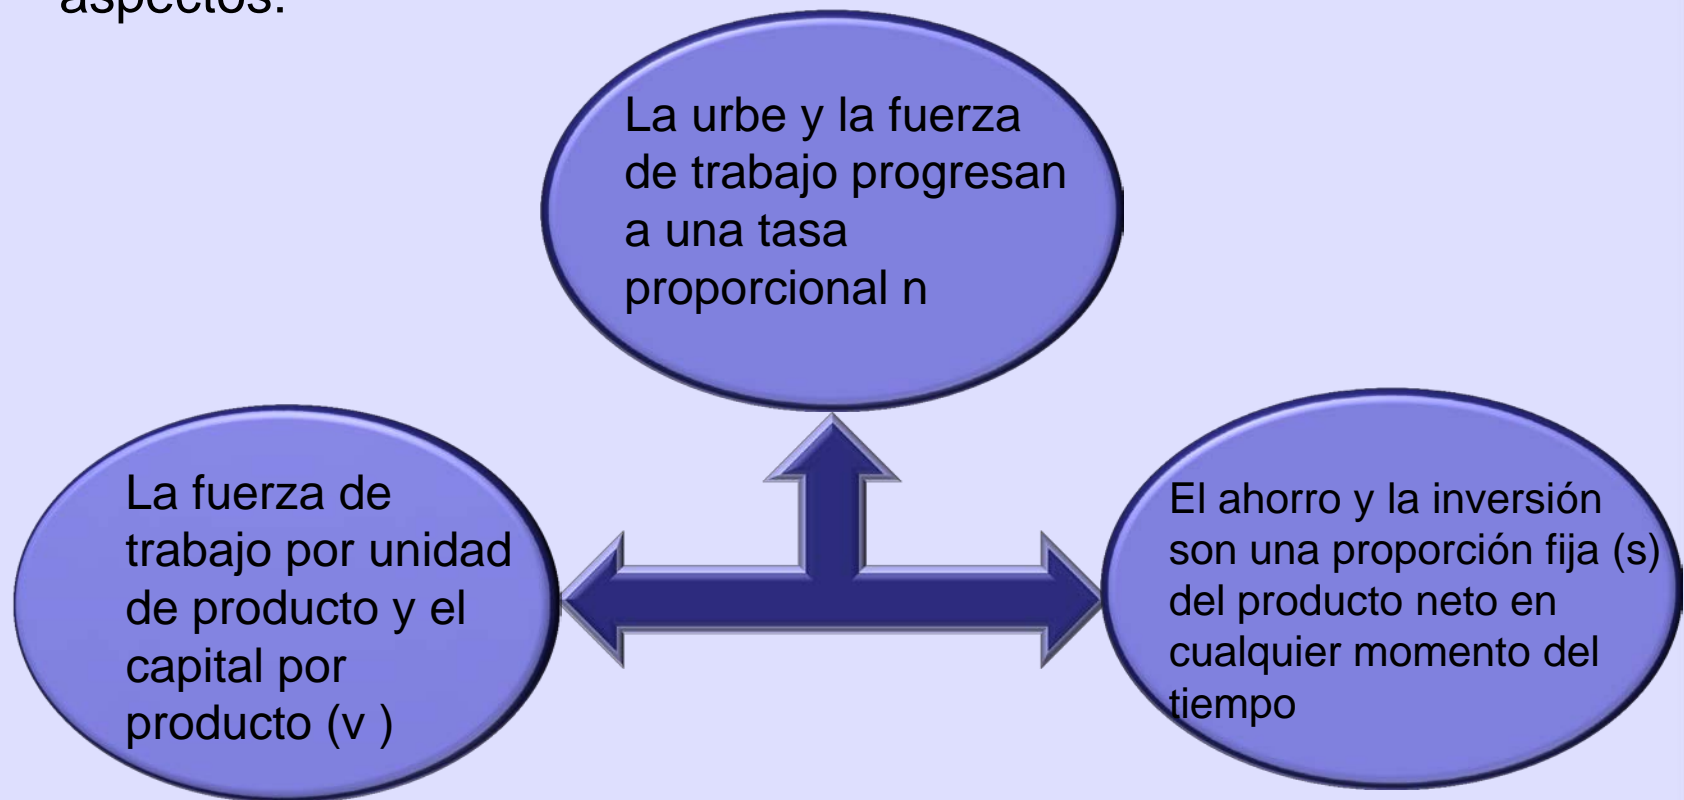 aspectos:
La urbe y la fuerza
de trabajo progresan
a una tasa
proporcional n
La fuerza de
trabajo por unidad
de producto y el
capital por
producto (v )
El ahorro y la inversión
son una proporción fija (s)
del producto neto en
cualquier momento del
tiempo